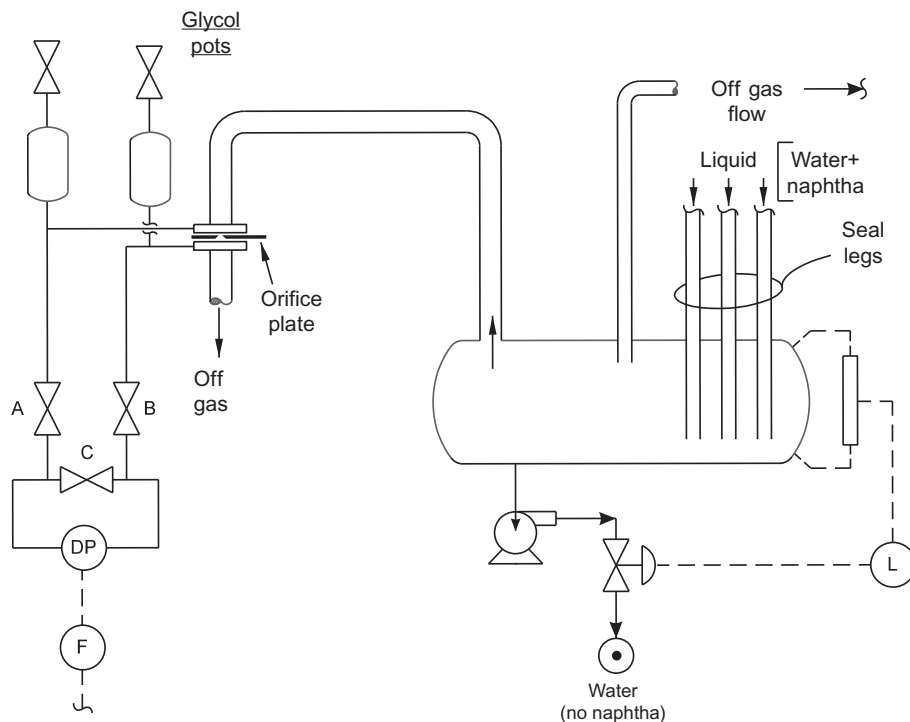 Glycol
pots
Off gas
flow
Liquid
Water+
naphtha
Seal
legs
Orifice
plate
Off
gas
A
B
C
DP
L
F
Water
(no naphtha)